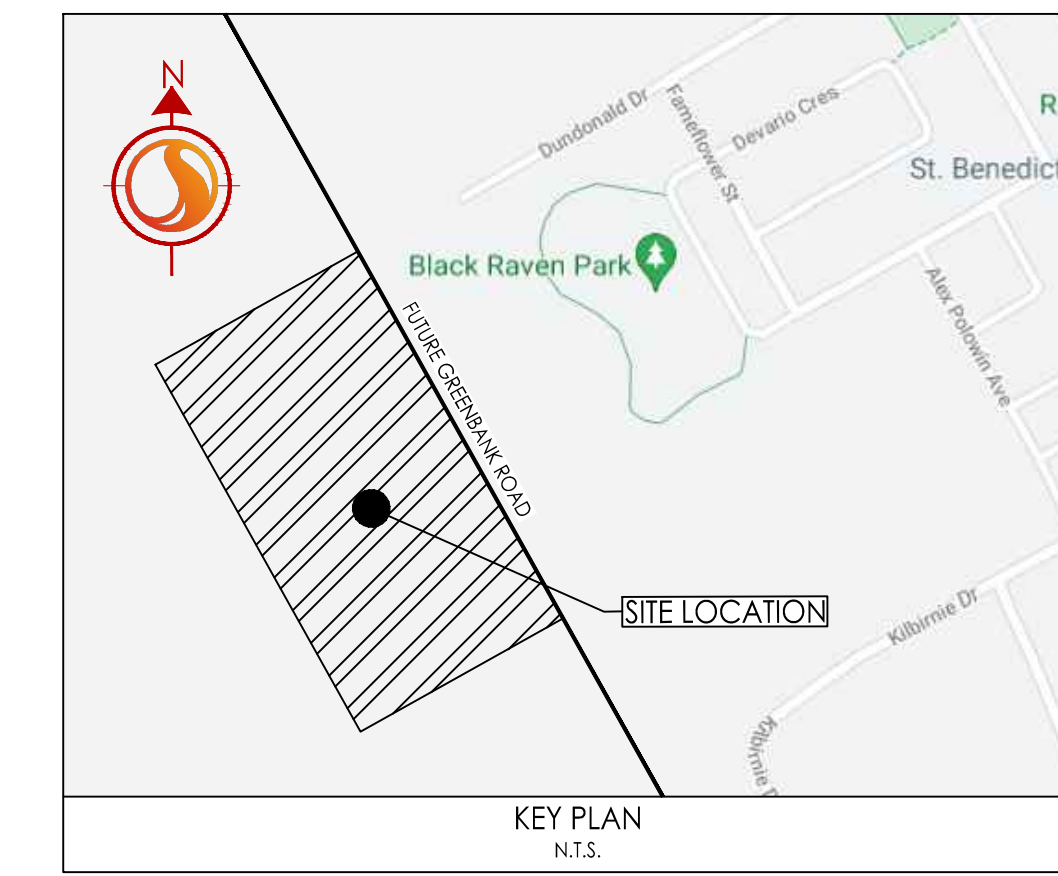 N
Dundonald Dr
Fameflower St
Devario Cres
R
St. Benedict
Black Raven Park
Alex Polowin Ave
FUTURE GREENBANK ROAD
SITE LOCATION
Kilbirnie Dr
Kilbirnie D
KEY PLAN
N.T.S.